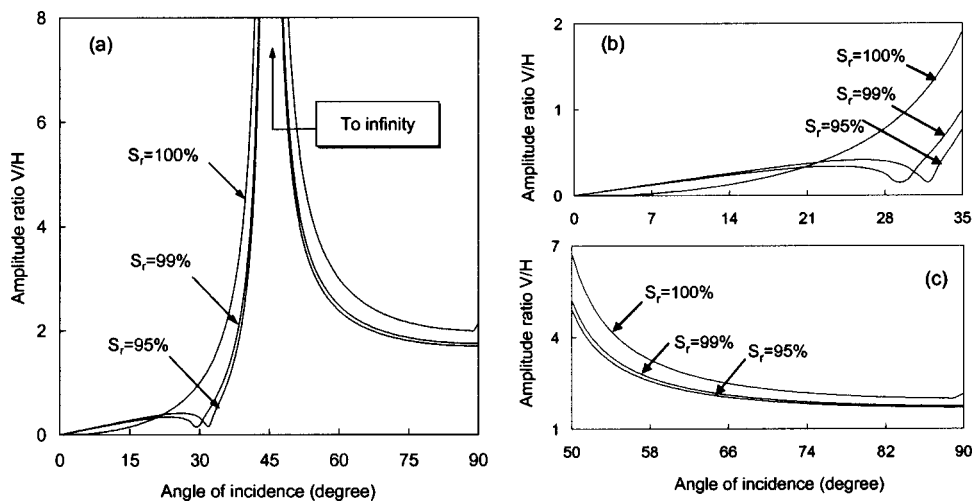 (a)
Amplitude ratio V/H
8
6
4
2
0
To infinity
S_r=100%
S_r=99%
S_r=95%
0 15 30 45 60 75 90
Angle of incidence (degree)
(b)
Amplitude ratio V/H
2
1
0
S_r=100%
S_r=99%
S_r=95%
0 7 14 21 28 35
(c)
Amplitude ratio V/H
7
4
1
S_r=100%
S_r=99%
S_r=95%
50 58 66 74 82 90
Angle of incidence (degree)